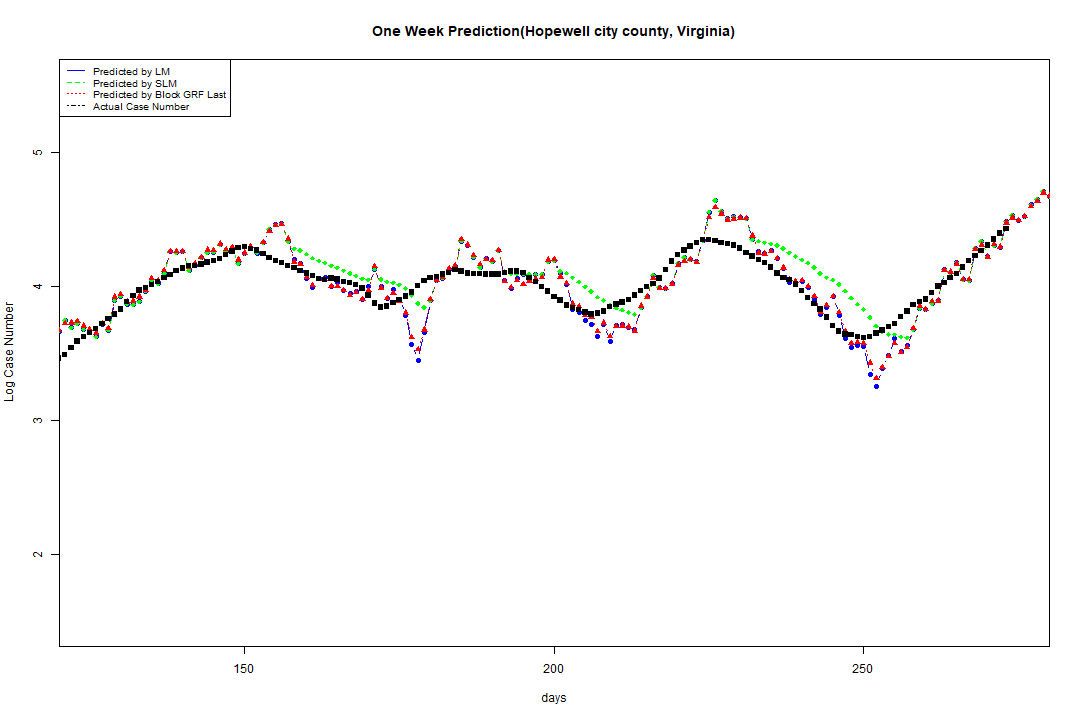 One Week Prediction(Hopewell city county, Virginia)
Predicted by LM
Predicted by SLM
Predicted by Block GRF Last
Actual Case Number
5
4
3
2
Log Case Number
150
200
250
days